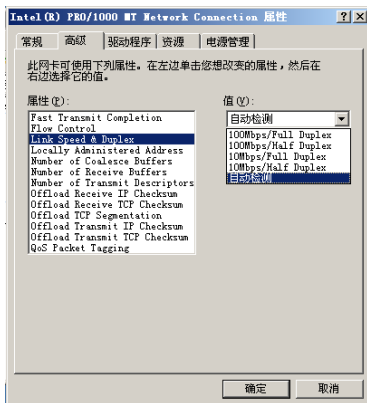 Intel(R) PRO/1000 MT Network Connection 属性
常规 高级 驱动程序 资源 电源管理
此网卡可使用下列属性。在左边单击您想改变的属性，然后在
右边选择它的值。
属性(P):
Fast Transmit Completion
Flow Control
Link Speed & Duplex
Locally Administered Address
Number of Coalesce Buffers
Number of Receive Buffers
Number of Transmit Descriptors
Offload Receive IP Checksum
Offload Receive TCP Checksum
Offload TCP Segmentation
Offload Transmit IP Checksum
Offload Transmit TCP Checksum
QoS Packet Tagging
值(V):
自动检测
100Mbps/Full Duplex
100Mbps/Half Duplex
10Mbps/Full Duplex
10Mbps/Half Duplex
自动检测
确定 取消